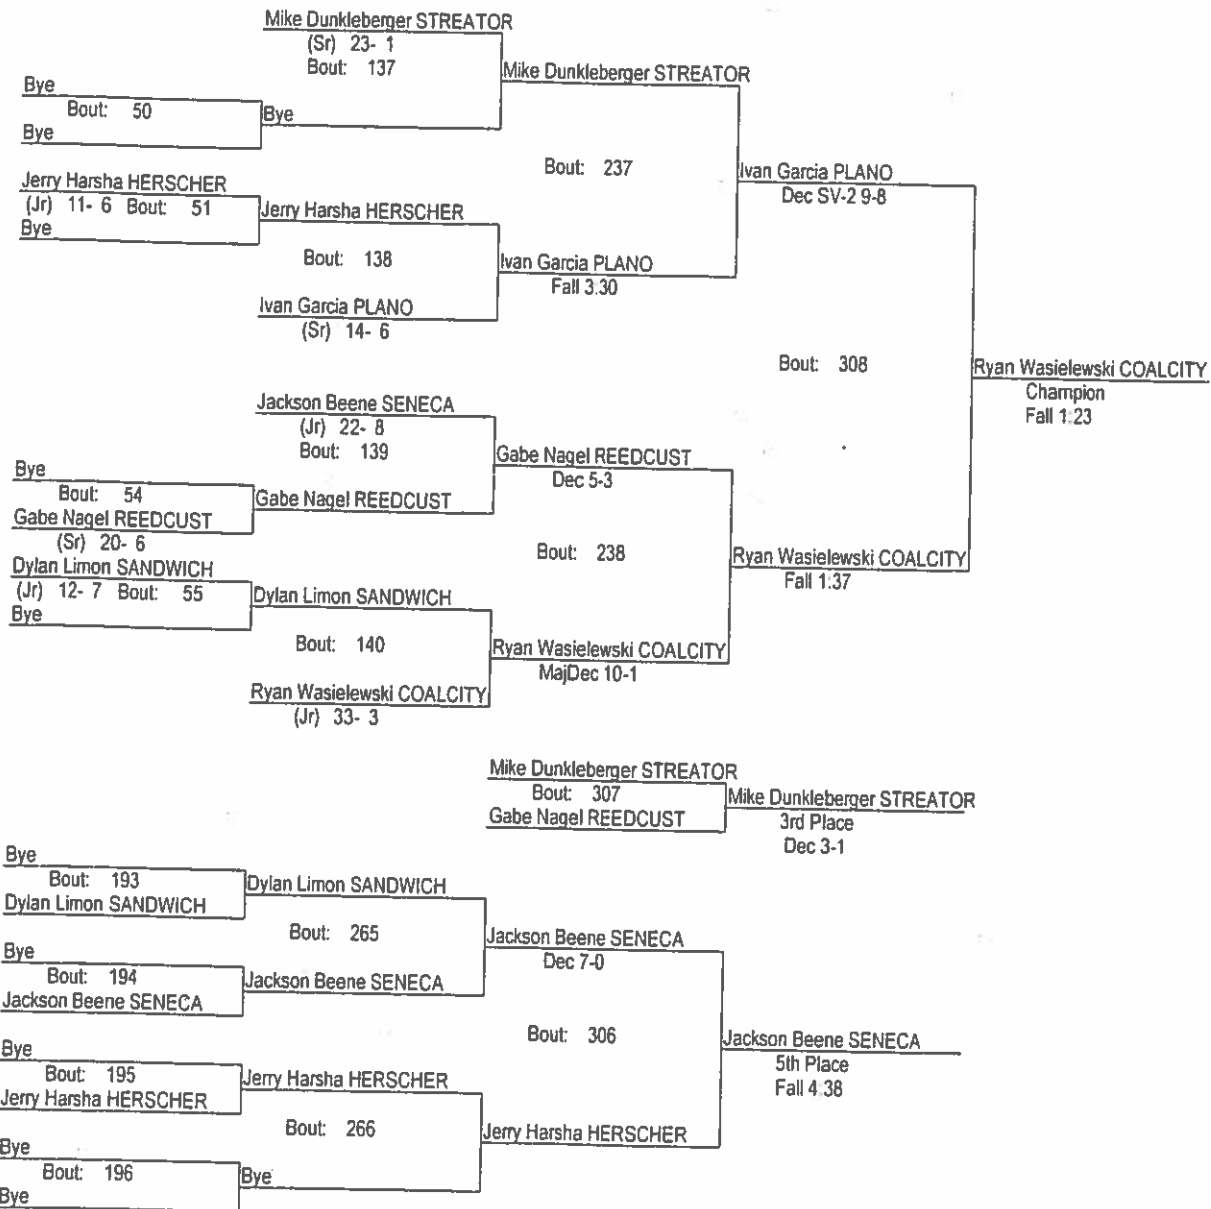 Mike Dunkleberger STREATOR
(Sr) 23- 1
Bout: 137
Mike Dunkleberger STREATOR
Bye
Bout: 50
Bye
Bye
Bout: 237
Ivan Garcia PLANO
Dec SV-2 9-8
Jerry Harsha HERSCHER
(Jr) 11- 6 Bout: 51
Bye
Jerry Harsha HERSCHER
Bout: 138
Ivan Garcia PLANO
Fall 3:30
Ivan Garcia PLANO
(Sr) 14- 6
Bout: 308
Ryan Wasielewski COALCITY
Champion
Fall 1:23
Jackson Beene SENECA
(Jr) 22- 8
Bout: 139
Gabe Nagel REEDCUST
Dec 5-3
Bye
Bout: 54
Gabe Nagel REEDCUST
Gabe Nagel REEDCUST
(Sr) 20- 6
Bout: 238
Ryan Wasielewski COALCITY
Fall 1:37
Dylan Limon SANDWICH
(Jr) 12- 7 Bout: 55
Bye
Dylan Limon SANDWICH
Bout: 140
Ryan Wasielewski COALCITY
MajDec 10-1
Ryan Wasielewski COALCITY
(Jr) 33- 3
Mike Dunkleberger STREATOR
Bout: 307
Gabe Nagel REEDCUST
Mike Dunkleberger STREATOR
3rd Place
Dec 3-1
Bye
Bout: 193
Dylan Limon SANDWICH
Dylan Limon SANDWICH
Bout: 265
Jackson Beene SENECA
Dec 7-0
Bye
Bout: 194
Jackson Beene SENECA
Jackson Beene SENECA
Bout: 306
Jackson Beene SENECA
5th Place
Fall 4:38
Bye
Bout: 195
Jerry Harsha HERSCHER
Jerry Harsha HERSCHER
Bout: 266
Jerry Harsha HERSCHER
Bye
Bout: 196
Bye
Bye